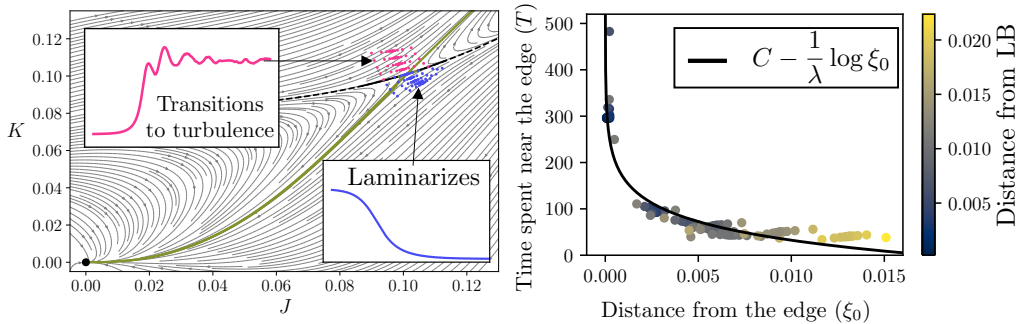 0.12
0.10
0.08
0.06
0.04
0.02
0.00
K
Transitions
to turbulence
Laminarizes
0.00 0.02 0.04 0.06 0.08 0.10 0.12
J
500
400
300
200
100
0
Time spent near the edge (T)
C − 1/λ log ξ₀
0.000 0.005 0.010 0.015
Distance from the edge (ξ₀)
0.020
0.015
0.010
0.005
Distance from LB